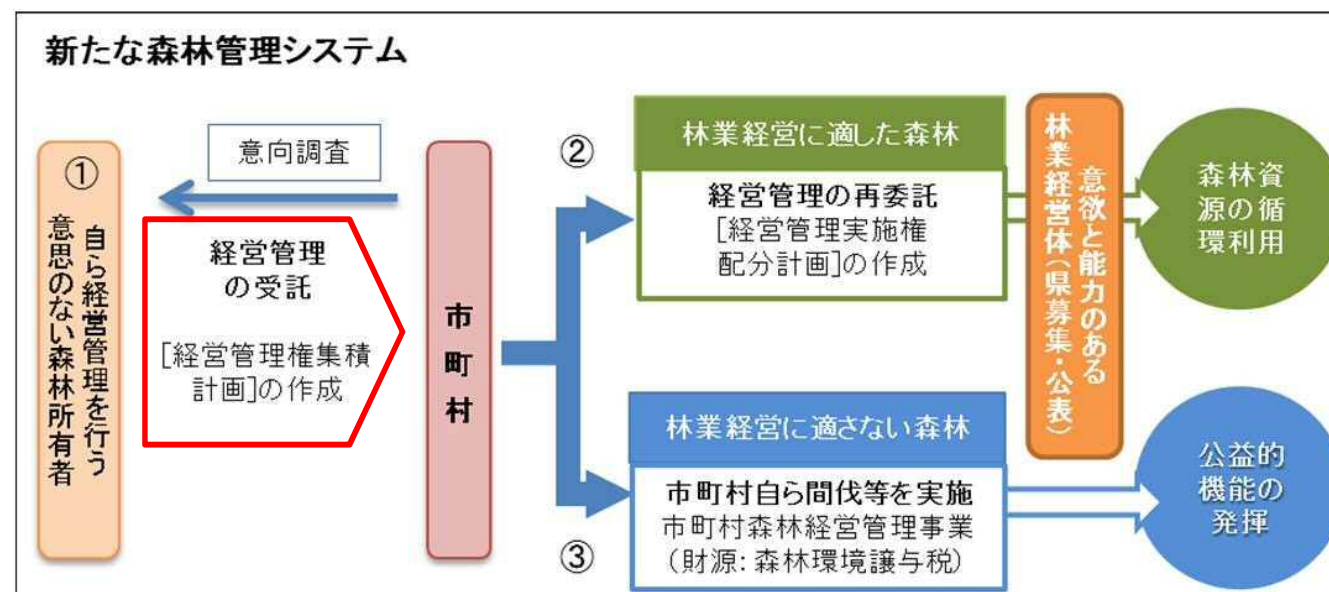 新たな森林管理システム
①
自ら経営管理を行う
意思のない森林所有者
意向調査
経営管理
の受託
[経営管理権集積
計画]の作成
市町村
②
林業経営に適した森林
経営管理の再委託
[経営管理実施権
配分計画]の作成
③
林業経営に適さない森林
市町村自ら間伐等を実施
市町村森林経営管理事業
(財源:森林環境譲与税)
意欲と能力のある
林業経営体(県募集・公表)
森林資
源の循
環利用
公益的
機能の
発揮